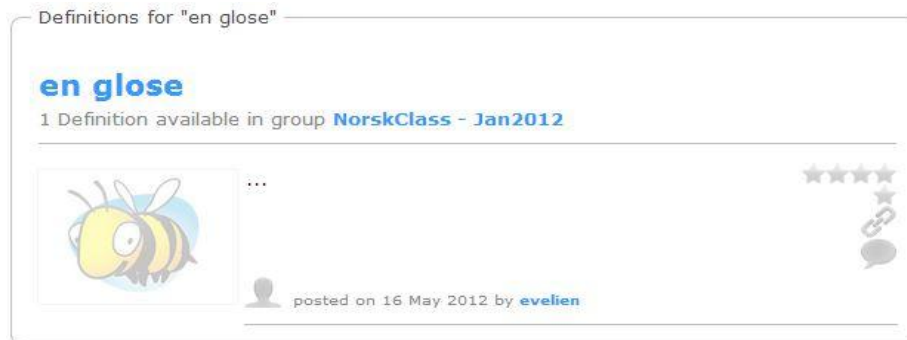 Definitions for "en glose"
en glose
1 Definition available in group NorskClass - Jan2012
...
posted on 16 May 2012 by evelien